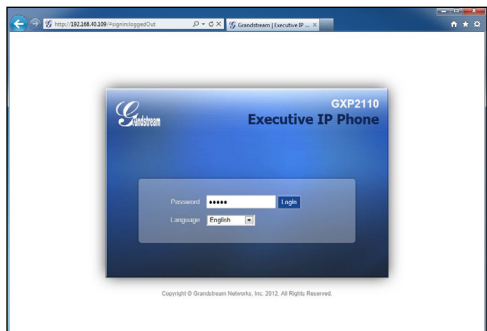 http://192.168.40.109/#signin:loggedOut
Grandstream | Executive IP ...
Grandstream
GXP2110
Executive IP Phone
Password
Login
Language
English
Copyright © Grandstream Networks, Inc. 2012. All Rights Reserved.